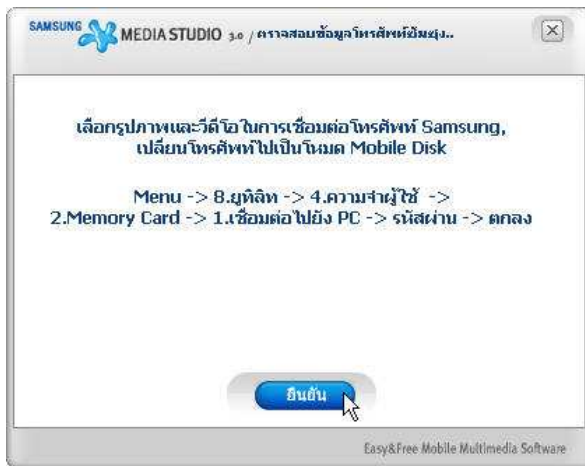 SAMSUNG MEDIA STUDIO 3.0 / ตรวจสอบข้อมูลโทรศัพท์ซัมซุง..
เลือกรูปภาพและวีดีโอในการเชื่อมต่อโทรศัพท์ Samsung,
เปลี่ยนโทรศัพท์ไปเป็นโหมด Mobile Disk
Menu -> 8.ยูทิลิท -> 4.ความจำผู้ใช้ ->
2.Memory Card -> 1.เชื่อมต่อไปยัง PC -> รหัสผ่าน -> ตกลง
ยืนยัน
Easy&Free Mobile Multimedia Software